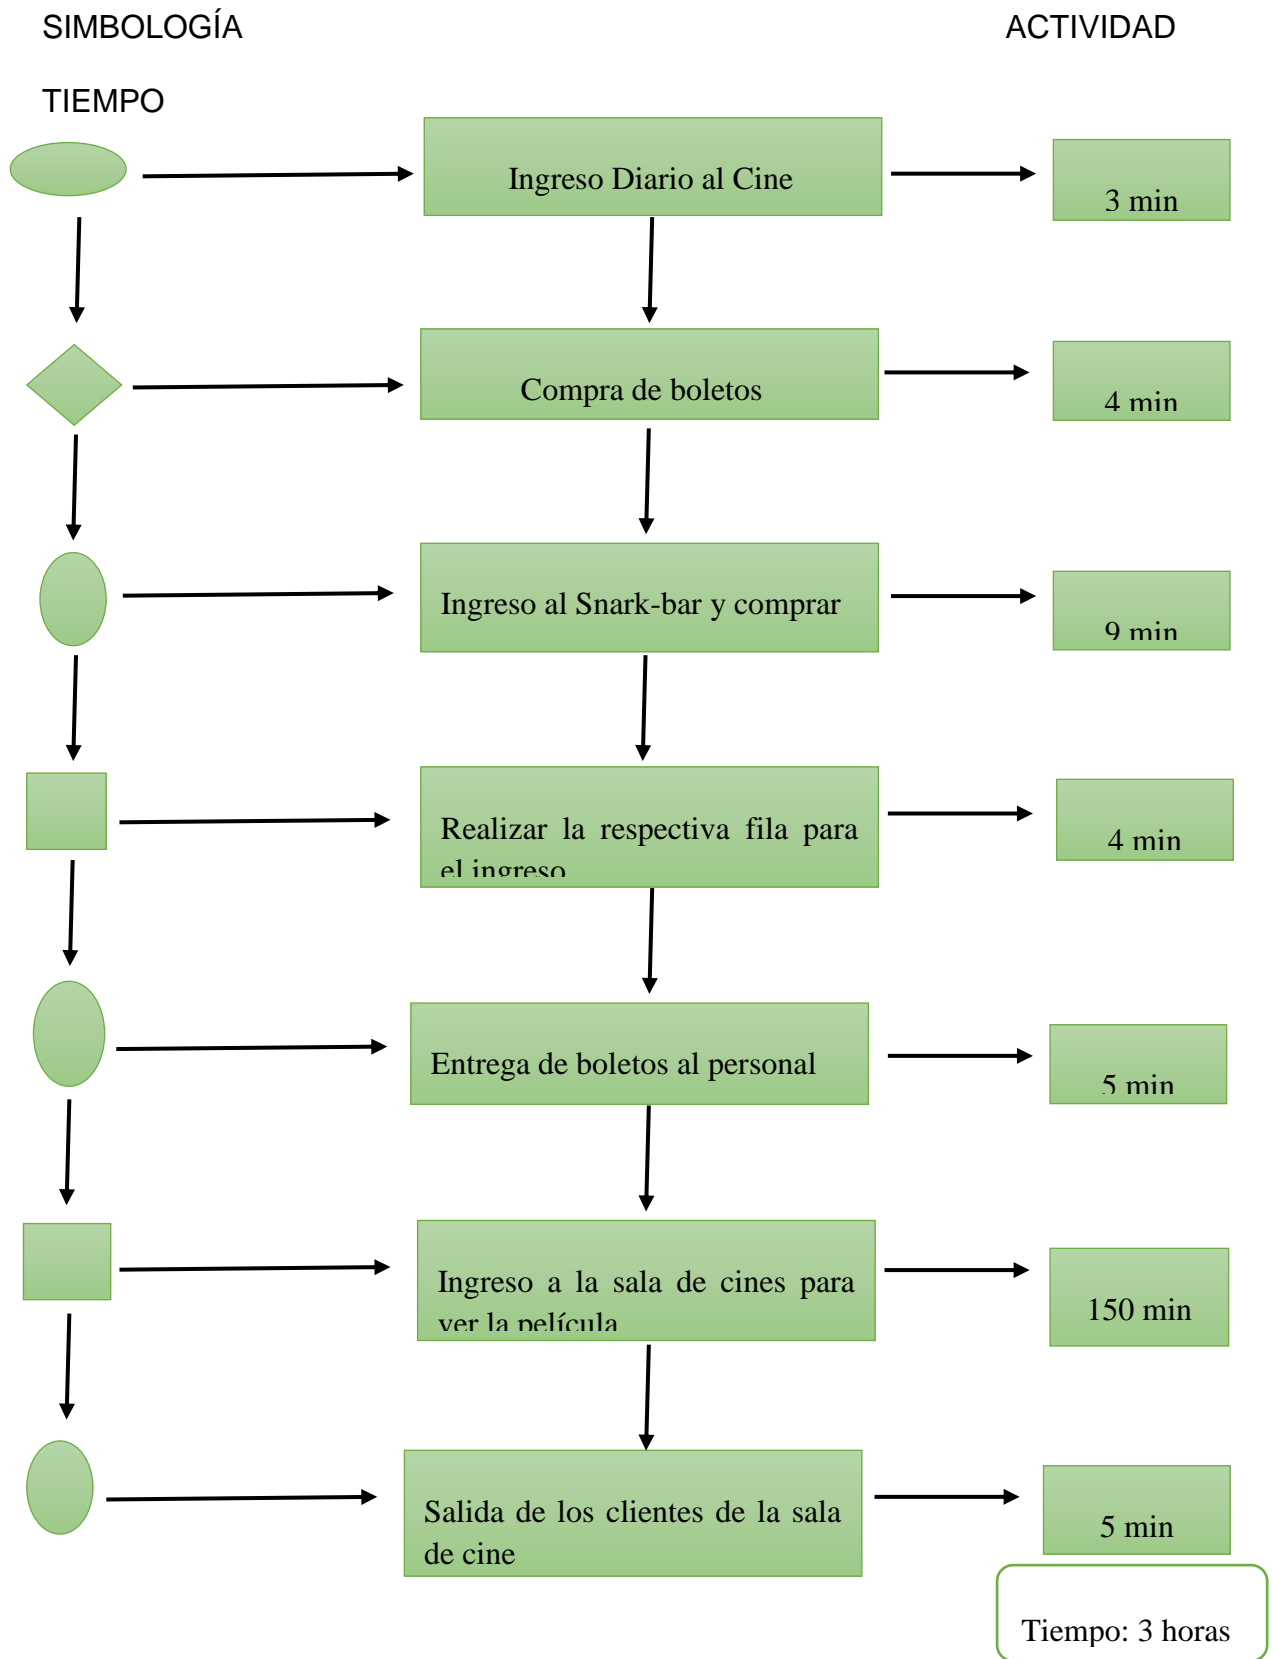 SIMBOLOGÍA ACTIVIDAD
TIEMPO
Ingreso Diario al Cine
3 min
Compra de boletos
4 min
Ingreso al Snark-bar y comprar
9 min
Realizar la respectiva fila para
el ingreso
4 min
Entrega de boletos al personal
5 min
Ingreso a la sala de cines para
ver la película
150 min
Salida de los clientes de la sala
de cine
5 min
Tiempo: 3 horas